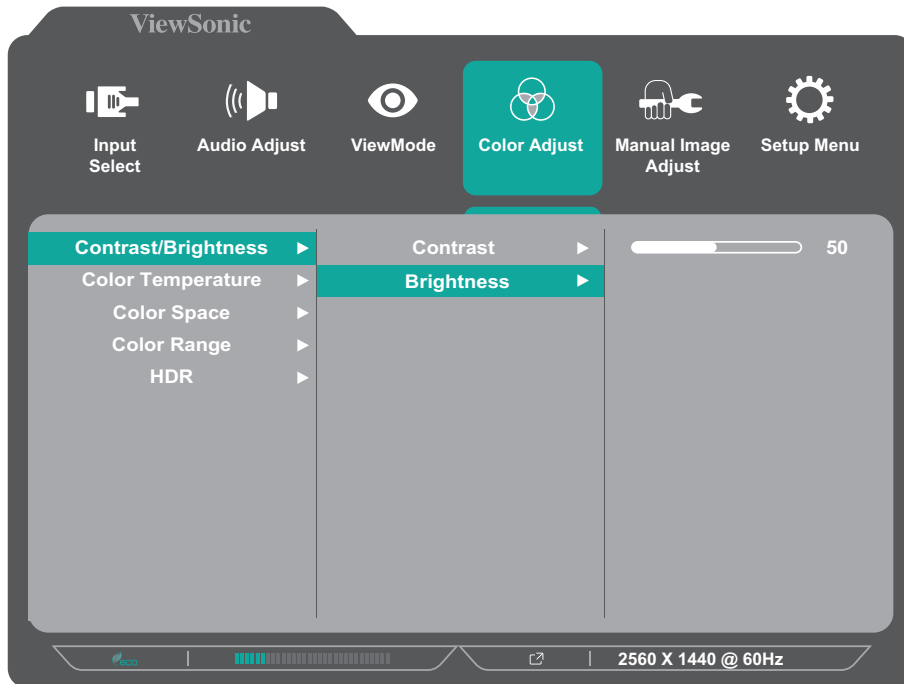 ViewSonic
Input Select
Audio Adjust
ViewMode
Color Adjust
Manual Image Adjust
Setup Menu
Contrast/Brightness
Contrast
50
Color Temperature
Brightness
Color Space
Color Range
HDR
eco
2560 X 1440 @ 60Hz